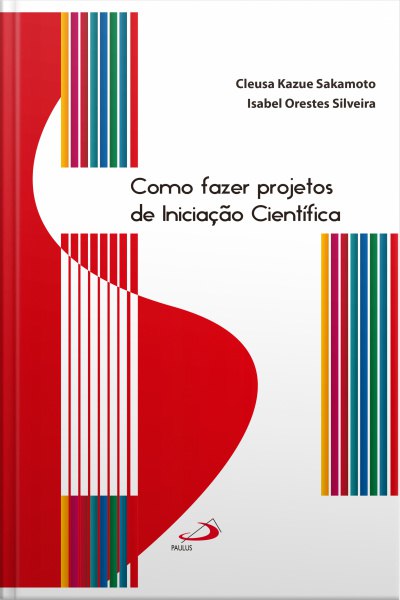 Cleusa Kazue Sakamoto
Isabel Orestes Silveira
Como fazer projetos
de Iniciação Científica
PAULUS